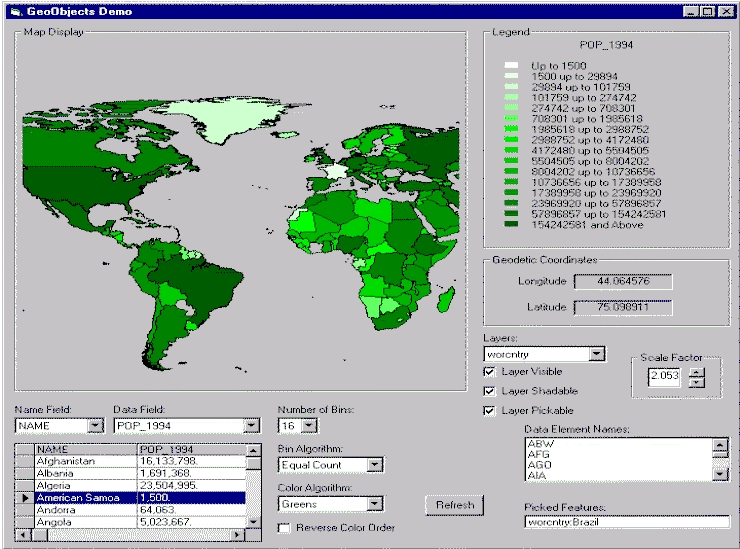 GeoObjects Demo
Map Display
Legend
POP_1994
Up to 1500
1500 up to 29894
29894 up to 101759
101759 up to 274742
274742 up to 708301
708301 up to 1985618
1985618 up to 2988752
2988752 up to 4172480
4172480 up to 5504505
5504505 up to 8004202
8004202 up to 10736656
10736656 up to 17389958
17389958 up to 23969920
23969920 up to 57896857
57896857 up to 154242581
154242581 and Above
Geodetic Coordinates
Longitude 44.064576
Latitude 75.098911
Layers:
worcntry
Layer Visible
Layer Shadable
Layer Pickable
Scale Factor
2.053
Name Field: Data Field: Number of Bins:
NAME POP_1994 16
NAME POP_1994
Afghanistan 16,133,798.
Albania 1,691,368.
Algeria 23,504,995.
American Samoa 1,500.
Andorra 64,063.
Angola 5,023,667.
Bin Algorithm:
Equal Count
Color Algorithm:
Greens
Reverse Color Order
Refresh
Data Element Names:
ABW
AFG
AGO
AIA
Picked Features:
worcntry:Brazil